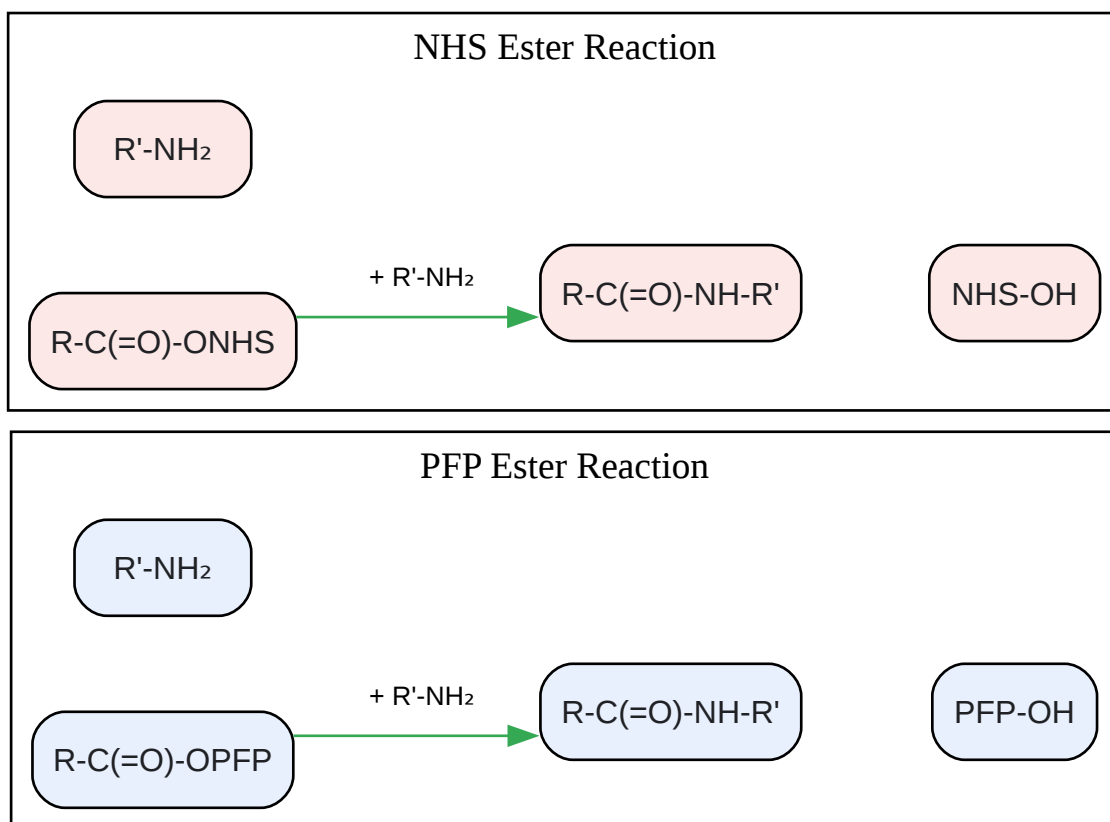 NHS Ester Reaction
R'-NH₂
+ R'-NH₂
R-C(=O)-ONHS
R-C(=O)-NH-R'
NHS-OH
PFP Ester Reaction
R'-NH₂
+ R'-NH₂
R-C(=O)-OPFP
R-C(=O)-NH-R'
PFP-OH